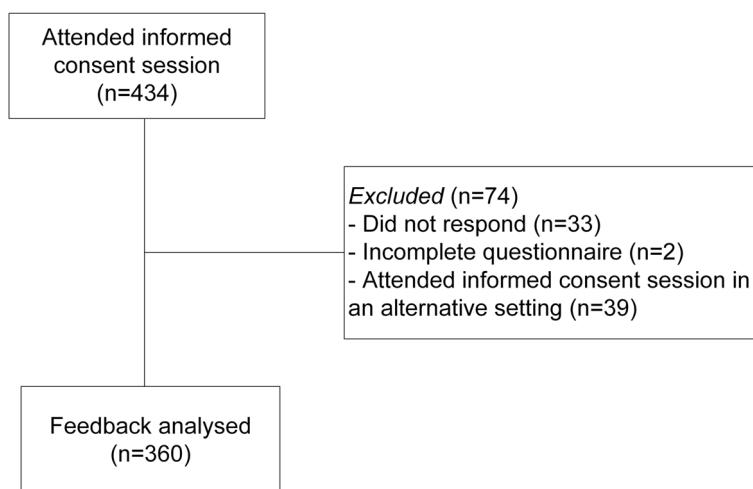 Attended informed
consent session
(n=434)
Excluded (n=74)
- Did not respond (n=33)
- Incomplete questionnaire (n=2)
- Attended informed consent session in
an alternative setting (n=39)
Feedback analysed
(n=360)